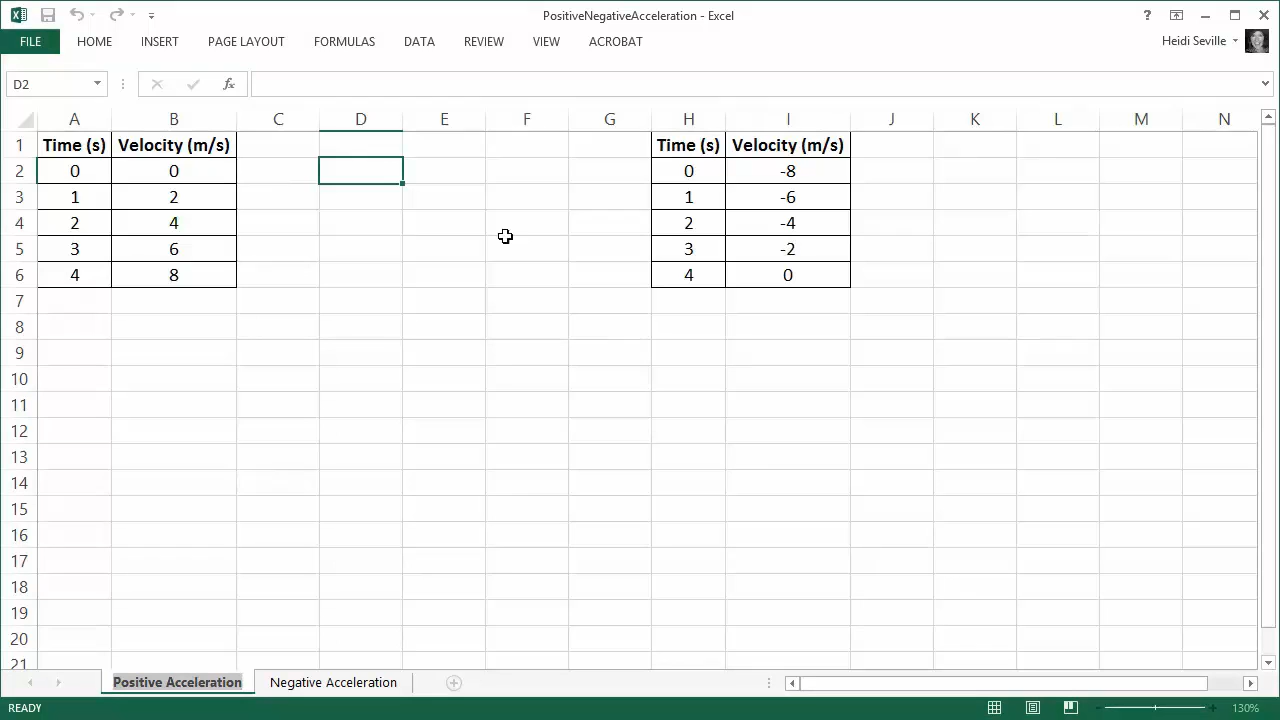 PositiveNegativeAcceleration - Excel
FILE HOME INSERT PAGE LAYOUT FORMULAS DATA REVIEW VIEW ACROBAT Heidi Seville
D2 fx
A B C D E F G H I J K L M N
1 Time (s) Velocity (m/s) Time (s) Velocity (m/s)
2 0 0 0 -8
3 1 2 1 -6
4 2 4 2 -4
5 3 6 3 -2
6 4 8 4 0
7
8
9
10
11
12
13
14
15
16
17
18
19
20
21
Positive Acceleration Negative Acceleration
READY 130%